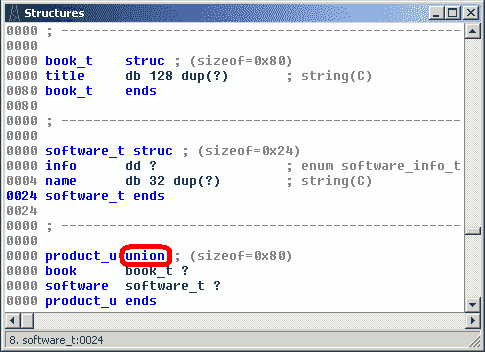 Structures
0000 ; --------------------------------------------------
0000
0000 book_t    struc ; (sizeof=0x80)
0000 title     db 128 dup(?)       ; string(C)
0080 book_t    ends
0080
0000 ; --------------------------------------------------
0000
0000 software_t struc ; (sizeof=0x24)
0000 info      dd ?                ; enum software_info_t
0004 name      db 32 dup(?)        ; string(C)
0024 software_t ends
0024
0000 ; --------------------------------------------------
0000
0000 product_u union ; (sizeof=0x80)
0000 book      book_t ?
0000 software  software_t ?
0000 product_u ends
8. software_t:0024